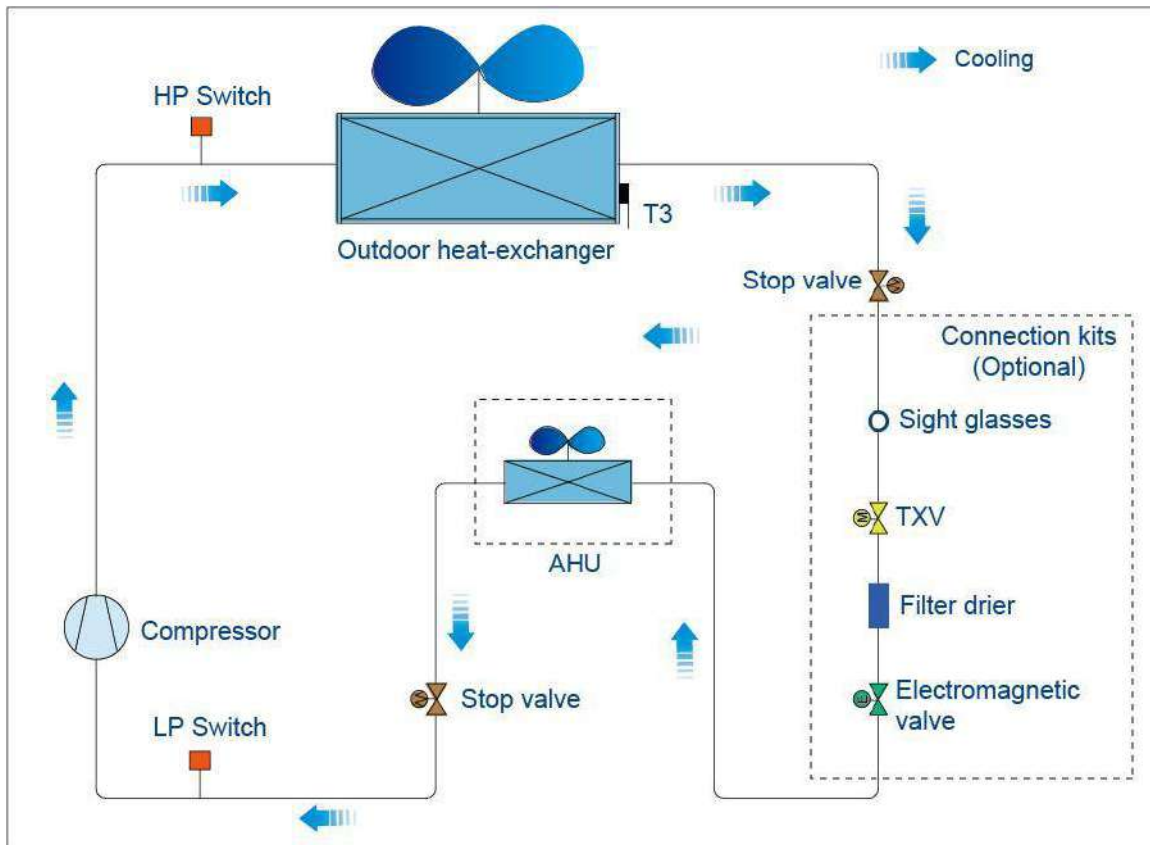 Cooling
HP Switch
T3
Outdoor heat-exchanger
Stop valve
Connection kits
(Optional)
Sight glasses
M
TXV
AHU
Filter drier
Compressor
E
Electromagnetic
valve
Stop valve
LP Switch